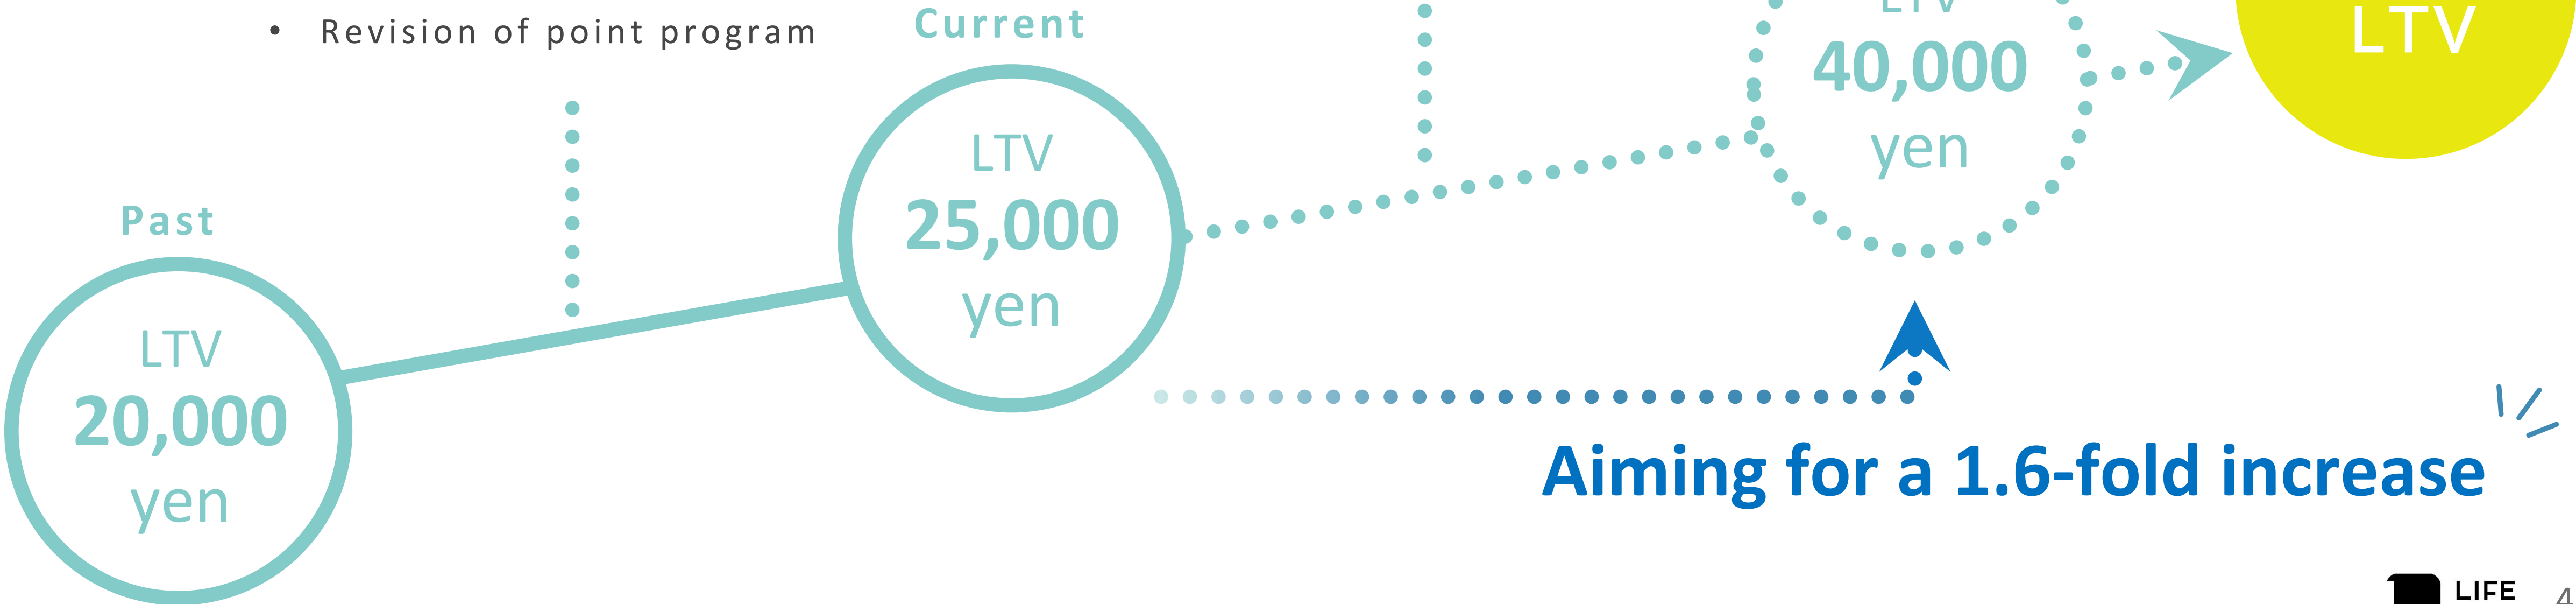 • Revision of point program
Past
LTV
20,000
yen
Current
LTV
25,000
yen
LTV
40,000
yen
LTV
Aiming for a 1.6-fold increase
LIFE